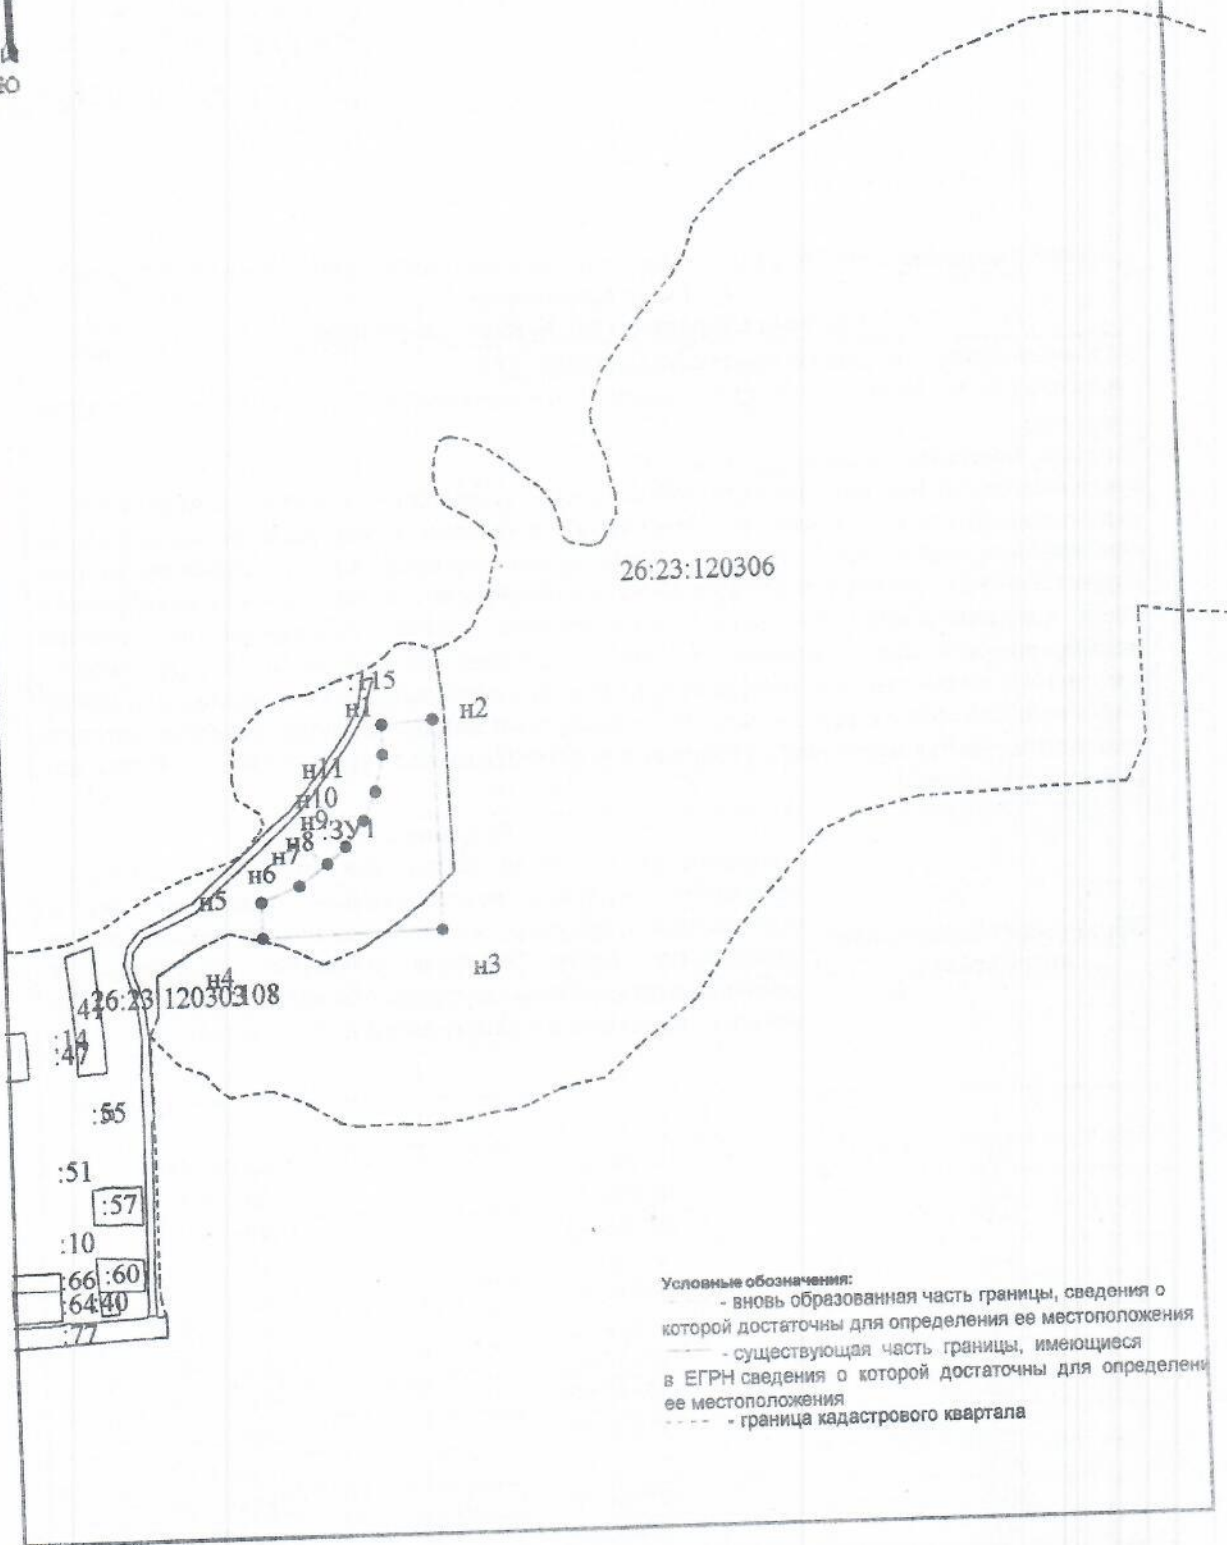 Ю
26:23:120306
:115
н1
н2
н11
н10
н9
:ЗУ1
н8
н7
н6
н5
н3
н4
26:23 120303
:108
:14
:47
:51
:57
:10
:66
:60
:64
:40
:77
Условные обозначения:
- вновь образованная часть границы, сведения о
которой достаточны для определения ее местоположения
- существующая часть границы, имеющиеся
в ЕГРН сведения о которой достаточны для определени
ее местоположения
- граница кадастрового квартала